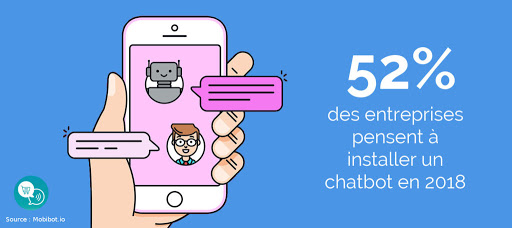 52%
des entreprises
pensent à
installer un
chatbot en 2018
Source : Mobibot.io